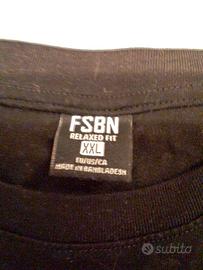 FSBN
RELAXED FIT
XXL
EU/US/CA
MADE IN BANGLADESH
subito